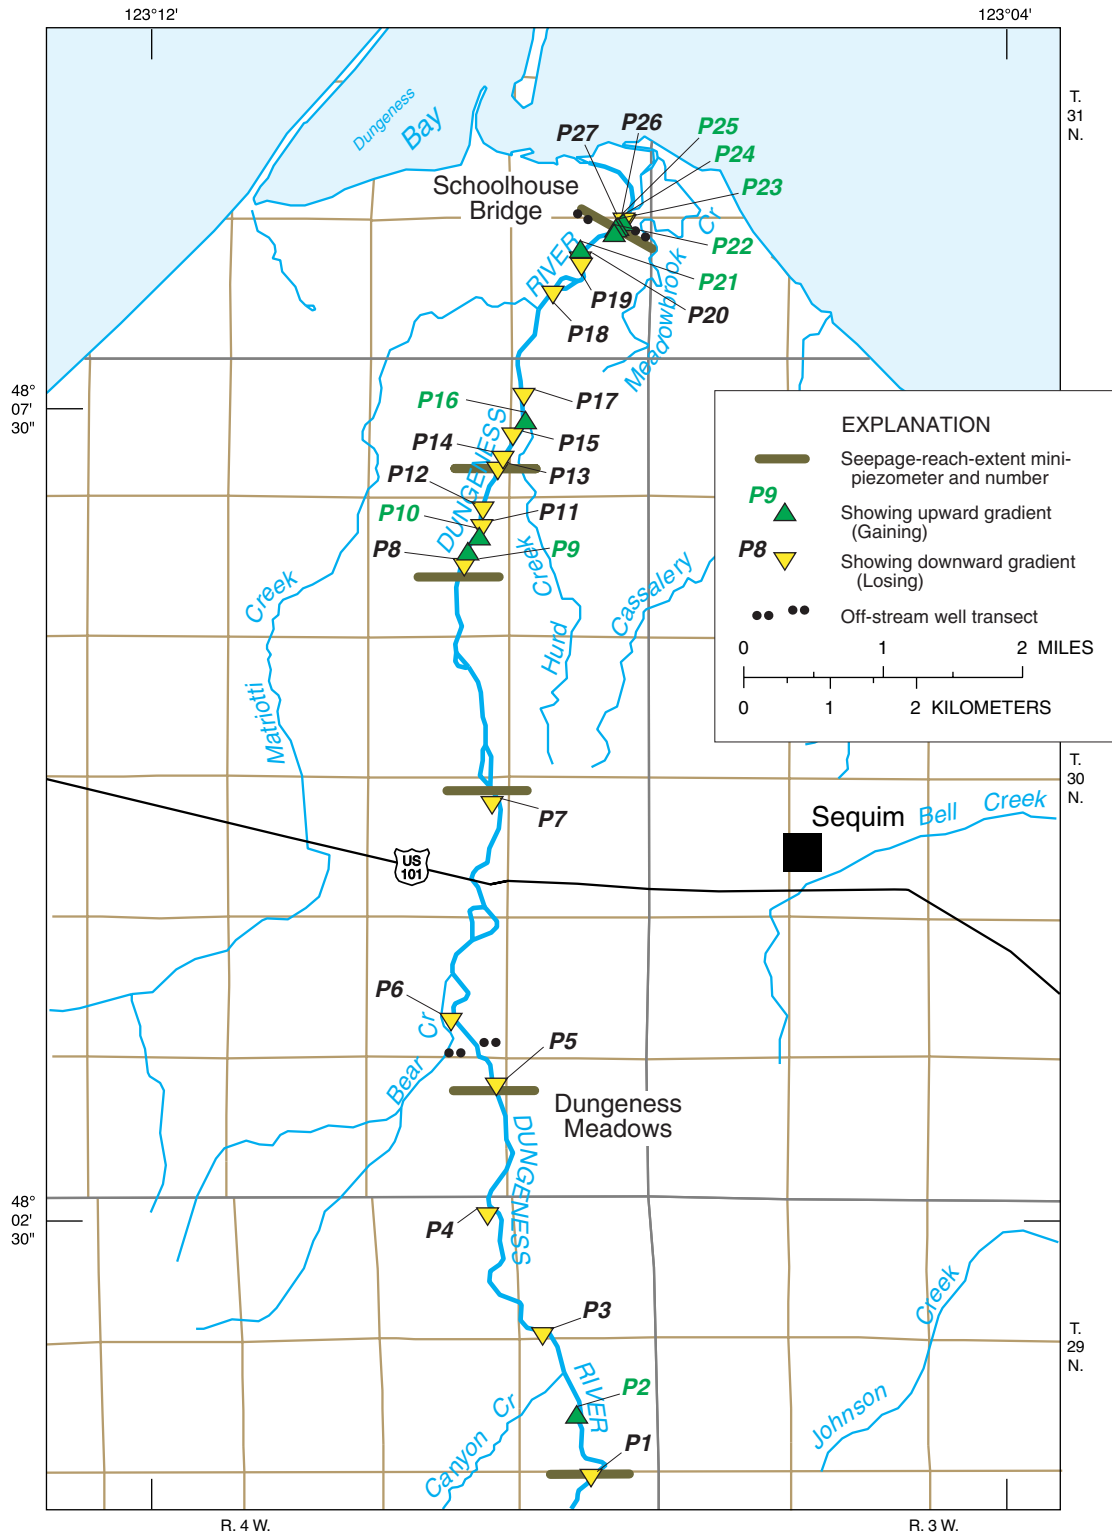 123°12'
123°04'
T.
31
N.
Dungeness
Bay
P27
P26
P25
P24
P23
Schoolhouse
Bridge
Cr
P22
RIVER
P21
Meadowbrook
P19
P20
P18
48°
07'
30"
P16
P17
DUNGENESS
P14
P15
P12
P13
P10
P11
P8
P9
Creek
Creek
Cassalery
Hurd
Matriotti
EXPLANATION
Seepage-reach-extent mini-
piezometer and number
P9
Showing upward gradient
(Gaining)
P8
Showing downward gradient
(Losing)
Off-stream well transect
0 1 2 MILES
0 1 2 KILOMETERS
T.
30
N.
P7
Sequim
Bell Creek
US
101
P6
Cr
Bear
P5
Dungeness
Meadows
DUNGENESS
48°
02'
30"
P4
P3
Creek
T.
29
N.
RIVER
P2
Canyon Cr
Johnson
P1
R. 4 W.
R. 3 W.